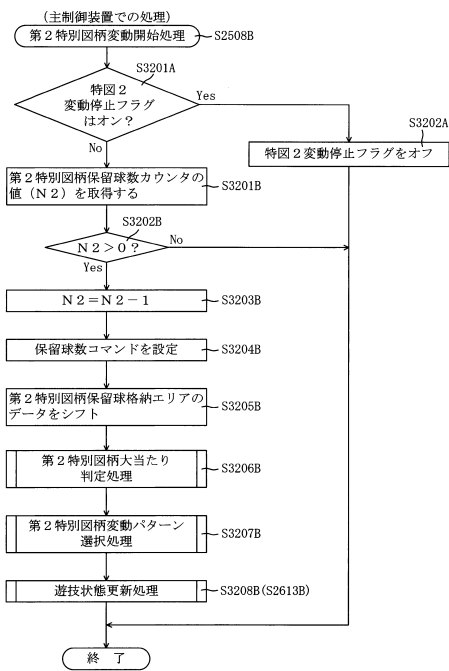 (主制御装置での処理)
第2特別図柄変動開始処理
S2508B
S3201A
特図2
変動停止フラグ
はオン?
Yes
No
S3202A
特図2変動停止フラグをオフ
第2特別図柄保留球数カウンタの
値(N2)を取得する
S3201B
S3202B
N2>0?
No
Yes
N2=N2-1
S3203B
保留球数コマンドを設定
S3204B
第2特別図柄保留球格納エリアの
データをシフト
S3205B
第2特別図柄大当たり
判定処理
S3206B
第2特別図柄変動パターン
選択処理
S3207B
遊技状態更新処理
S3208B(S2613B)
終 了